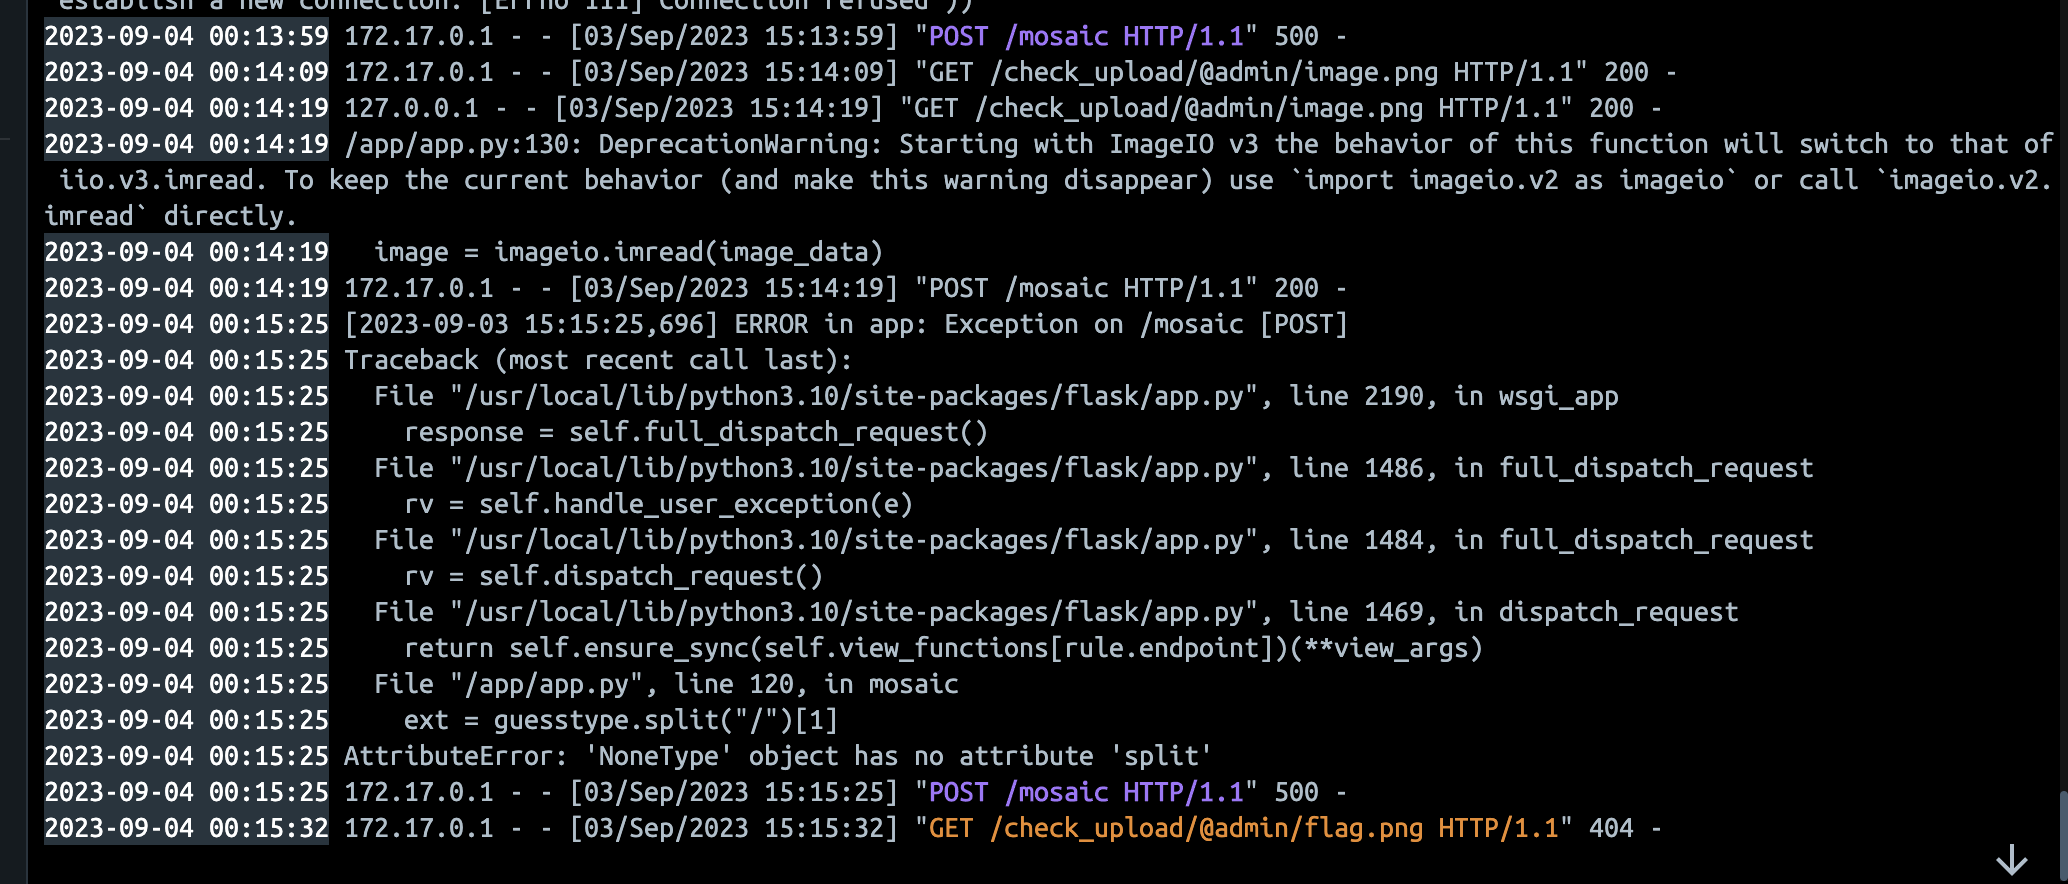 establish a new connection: [Errno 111] Connection refused'))
2023-09-04 00:13:59 172.17.0.1 - - [03/Sep/2023 15:13:59] "POST /mosaic HTTP/1.1" 500 -
2023-09-04 00:14:09 172.17.0.1 - - [03/Sep/2023 15:14:09] "GET /check_upload/@admin/image.png HTTP/1.1" 200 -
2023-09-04 00:14:19 127.0.0.1 - - [03/Sep/2023 15:14:19] "GET /check_upload/@admin/image.png HTTP/1.1" 200 -
2023-09-04 00:14:19 /app/app.py:130: DeprecationWarning: Starting with ImageIO v3 the behavior of this function will switch to that of
iio.v3.imread. To keep the current behavior (and make this warning disappear) use `import imageio.v2 as imageio` or call `imageio.v2.
imread` directly.
2023-09-04 00:14:19   image = imageio.imread(image_data)
2023-09-04 00:14:19 172.17.0.1 - - [03/Sep/2023 15:14:19] "POST /mosaic HTTP/1.1" 200 -
2023-09-04 00:15:25 [2023-09-03 15:15:25,696] ERROR in app: Exception on /mosaic [POST]
2023-09-04 00:15:25 Traceback (most recent call last):
2023-09-04 00:15:25   File "/usr/local/lib/python3.10/site-packages/flask/app.py", line 2190, in wsgi_app
2023-09-04 00:15:25     response = self.full_dispatch_request()
2023-09-04 00:15:25   File "/usr/local/lib/python3.10/site-packages/flask/app.py", line 1486, in full_dispatch_request
2023-09-04 00:15:25     rv = self.handle_user_exception(e)
2023-09-04 00:15:25   File "/usr/local/lib/python3.10/site-packages/flask/app.py", line 1484, in full_dispatch_request
2023-09-04 00:15:25     rv = self.dispatch_request()
2023-09-04 00:15:25   File "/usr/local/lib/python3.10/site-packages/flask/app.py", line 1469, in dispatch_request
2023-09-04 00:15:25     return self.ensure_sync(self.view_functions[rule.endpoint])(**view_args)
2023-09-04 00:15:25   File "/app/app.py", line 120, in mosaic
2023-09-04 00:15:25     ext = guesstype.split("/")[1]
2023-09-04 00:15:25 AttributeError: 'NoneType' object has no attribute 'split'
2023-09-04 00:15:25 172.17.0.1 - - [03/Sep/2023 15:15:25] "POST /mosaic HTTP/1.1" 500 -
2023-09-04 00:15:32 172.17.0.1 - - [03/Sep/2023 15:15:32] "GET /check_upload/@admin/flag.png HTTP/1.1" 404 -